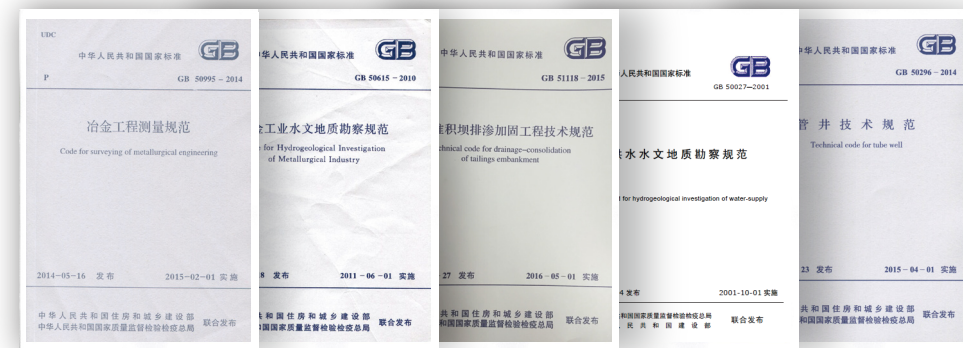 UDC
中华人民共和国国家标准 GB
P GB 50995－2014
冶金工程测量规范
Code for surveying of metallurgical engineering
2014－05－16 发布 2015－02－01 实施
中华人民共和国住房和城乡建设部
中华人民共和国国家质量监督检验检疫总局
联合发布
华人民共和国国家标准 GB
GB 50615－2010
金工业水文地质勘察规范
for Hydrogeological Investigation
of Metallurgical Industry
8 发布 2011－06－01 实施
共和国住房和城乡建设部
和国国家质量监督检验检疫总局
联合发布
中华人民共和国国家标准 GB
GB 51118－2015
堆积坝排渗加固工程技术规范
chnical code for drainage-consolidation
of tailings embankment
27 发布 2016－05－01 实施
共和国住房和城乡建设部
和国国家质量监督检验检疫总局
联合发布
人民共和国国家标准 GB
GB 50027—2001
供水水文地质勘察规范
for hydrogeological investigation of water-supply
4 发布 2001-10-01 实施
和国国家质量监督检验检疫总局
人民共和国建设部
联合发布
中华人民共和国国家标准 GB
GB 50296－2014
管井技术规范
Technical code for tube well
23 发布 2015－04－01 实施
共和国住房和城乡建设部
和国国家质量监督检验检疫总局
联合发布